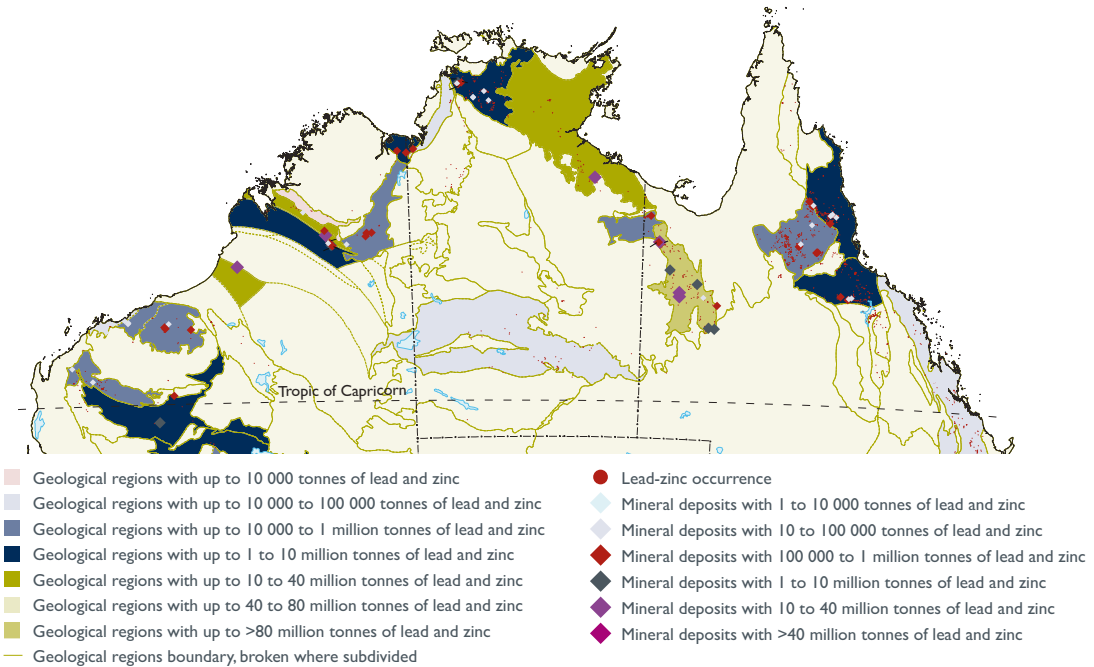 Tropic of Capricorn
Geological regions with up to 10 000 tonnes of lead and zinc
Geological regions with up to 10 000 to 100 000 tonnes of lead and zinc
Geological regions with up to 10 000 to 1 million tonnes of lead and zinc
Geological regions with up to 1 to 10 million tonnes of lead and zinc
Geological regions with up to 10 to 40 million tonnes of lead and zinc
Geological regions with up to 40 to 80 million tonnes of lead and zinc
Geological regions with up to >80 million tonnes of lead and zinc
Geological regions boundary, broken where subdivided
Lead-zinc occurrence
Mineral deposits with 1 to 10 000 tonnes of lead and zinc
Mineral deposits with 10 to 100 000 tonnes of lead and zinc
Mineral deposits with 100 000 to 1 million tonnes of lead and zinc
Mineral deposits with 1 to 10 million tonnes of lead and zinc
Mineral deposits with 10 to 40 million tonnes of lead and zinc
Mineral deposits with >40 million tonnes of lead and zinc